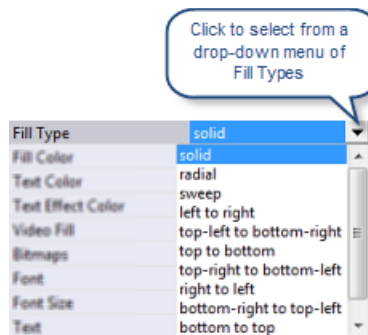 Click to select from a
drop-down menu of
Fill Types
Fill Type solid
Fill Color solid
Text Color radial
sweep
Text Effect Color left to right
Video Fill top-left to bottom-right
Bitmaps top to bottom
top-right to bottom-left
Font right to left
Font Size bottom-right to top-left
Text bottom to top